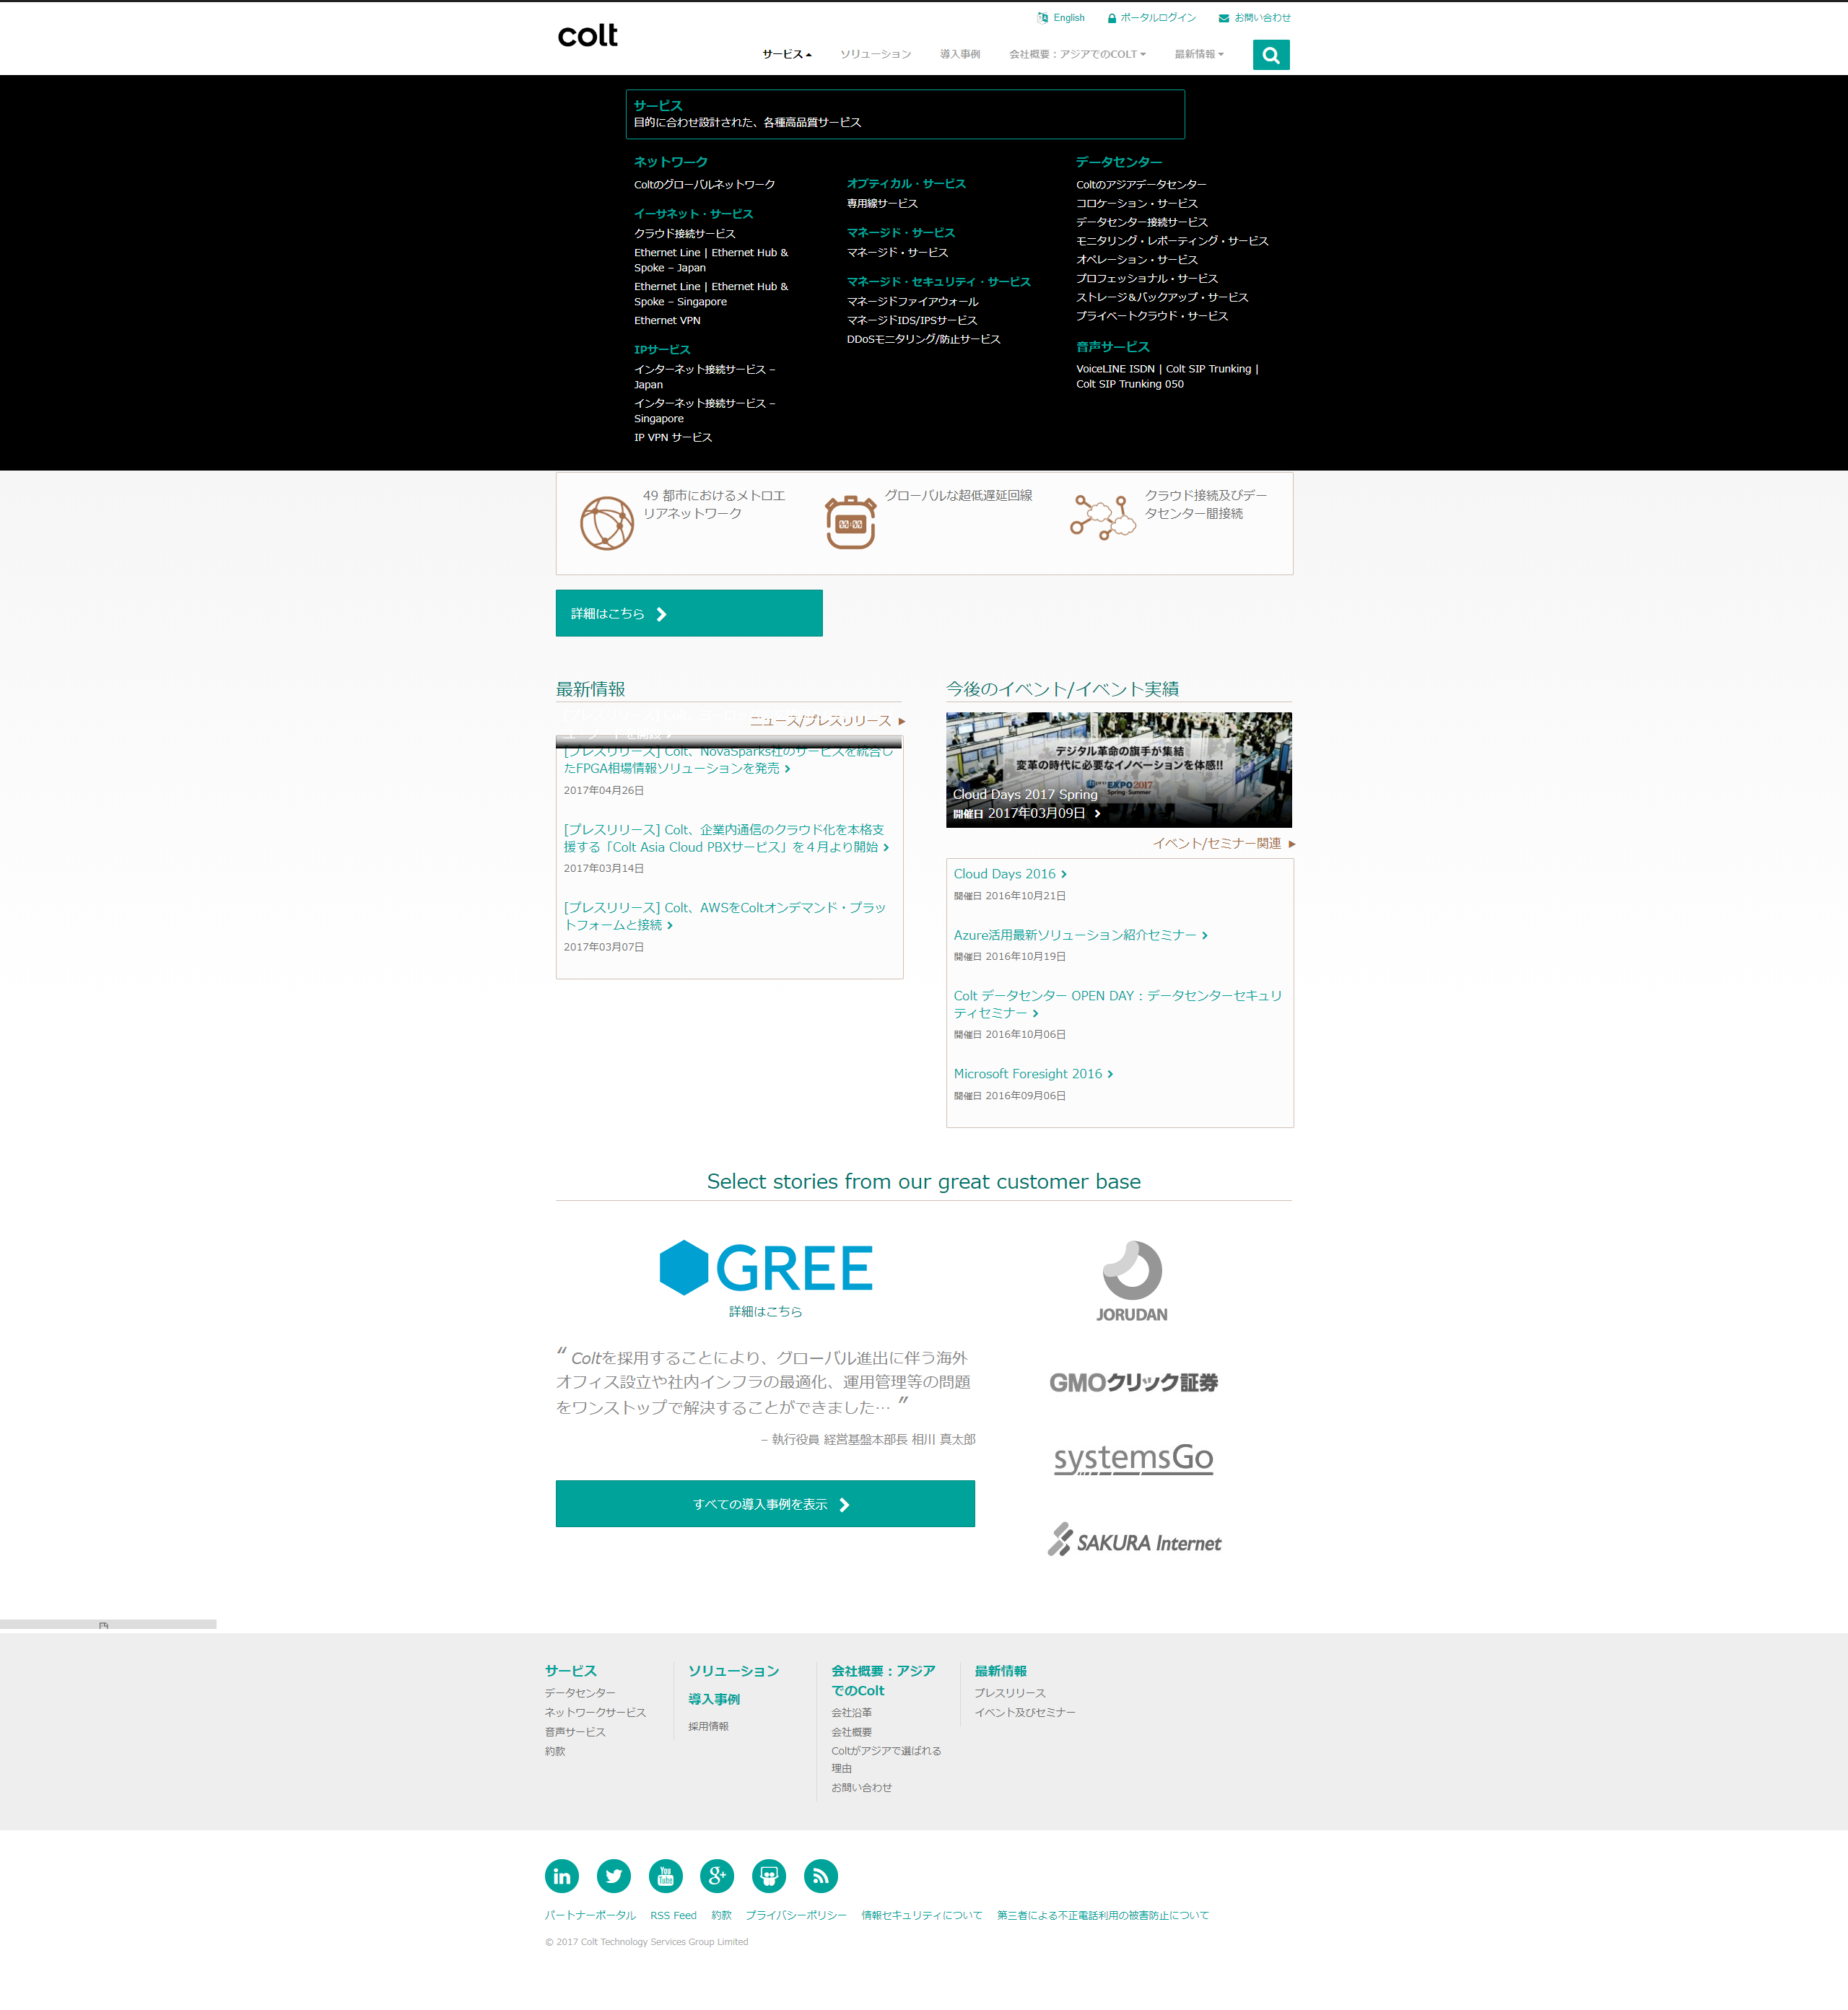 English
ポータルログイン
お問い合わせ
colt
サービス
ソリューション
導入事例
会社概要：アジアでのCOLT
最新情報
サービス
目的に合わせ設計された、各種高品質サービス
ネットワーク
Coltのグローバルネットワーク
イーサネット・サービス
クラウド接続サービス
Ethernet Line | Ethernet Hub &
Spoke – Japan
Ethernet Line | Ethernet Hub &
Spoke – Singapore
Ethernet VPN
IPサービス
インターネット接続サービス –
Japan
インターネット接続サービス –
Singapore
IP VPN サービス
オプティカル・サービス
専用線サービス
マネージド・サービス
マネージド・サービス
マネージド・セキュリティ・サービス
マネージドファイアウォール
マネージドIDS/IPSサービス
DDoSモニタリング/防止サービス
データセンター
Coltのアジアデータセンター
コロケーション・サービス
データセンター接続サービス
モニタリング・レポーティング・サービス
オペレーション・サービス
プロフェッショナル・サービス
ストレージ＆バックアップ・サービス
プライベートクラウド・サービス
音声サービス
VoiceLINE ISDN | Colt SIP Trunking |
Colt SIP Trunking 050
49 都市におけるメトロエ
リアネットワーク
00:00
グローバルな超低遅延回線
クラウド接続及びデー
タセンター間接続
詳細はこちら
最新情報
ニュース/プレスリリース
[プレスリリース] Colt、NovaSparks社のサービスを統合し
たFPGA相場情報ソリューションを発売
2017年04月26日
[プレスリリース] Colt、企業内通信のクラウド化を本格支
援する「Colt Asia Cloud PBXサービス」を４月より開始
2017年03月14日
[プレスリリース] Colt、AWSをColtオンデマンド・プラッ
トフォームと接続
2017年03月07日
今後のイベント/イベント実績
デジタル革命の旗手が集結
変革の時代に必要なイノベーションを体感!!
EXPO2017
Spring・Summer
Cloud Days 2017 Spring
開催日 2017年03月09日
イベント/セミナー関連
Cloud Days 2016
開催日 2016年10月21日
Azure活用最新ソリューション紹介セミナー
開催日 2016年10月19日
Colt データセンター OPEN DAY：データセンターセキュリ
ティセミナー
開催日 2016年10月06日
Microsoft Foresight 2016
開催日 2016年09月06日
Select stories from our great customer base
GREE
詳細はこちら
“ Coltを採用することにより、グローバル進出に伴う海外
オフィス設立や社内インフラの最適化、運用管理等の問題
をワンストップで解決することができました… ”
– 執行役員 経営基盤本部長 相川 真太郎
すべての導入事例を表示
JORUDAN
GMOクリック証券
systemsGo
SAKURA Internet
サービス
データセンター
ネットワークサービス
音声サービス
約款
ソリューション
導入事例
採用情報
会社概要：アジア
でのColt
会社沿革
会社概要
Coltがアジアで選ばれる
理由
お問い合わせ
最新情報
プレスリリース
イベント及びセミナー
in
You
Tube
g+
パートナーポータル
RSS Feed
約款
プライバシーポリシー
情報セキュリティについて
第三者による不正電話利用の被害防止について
© 2017 Colt Technology Services Group Limited